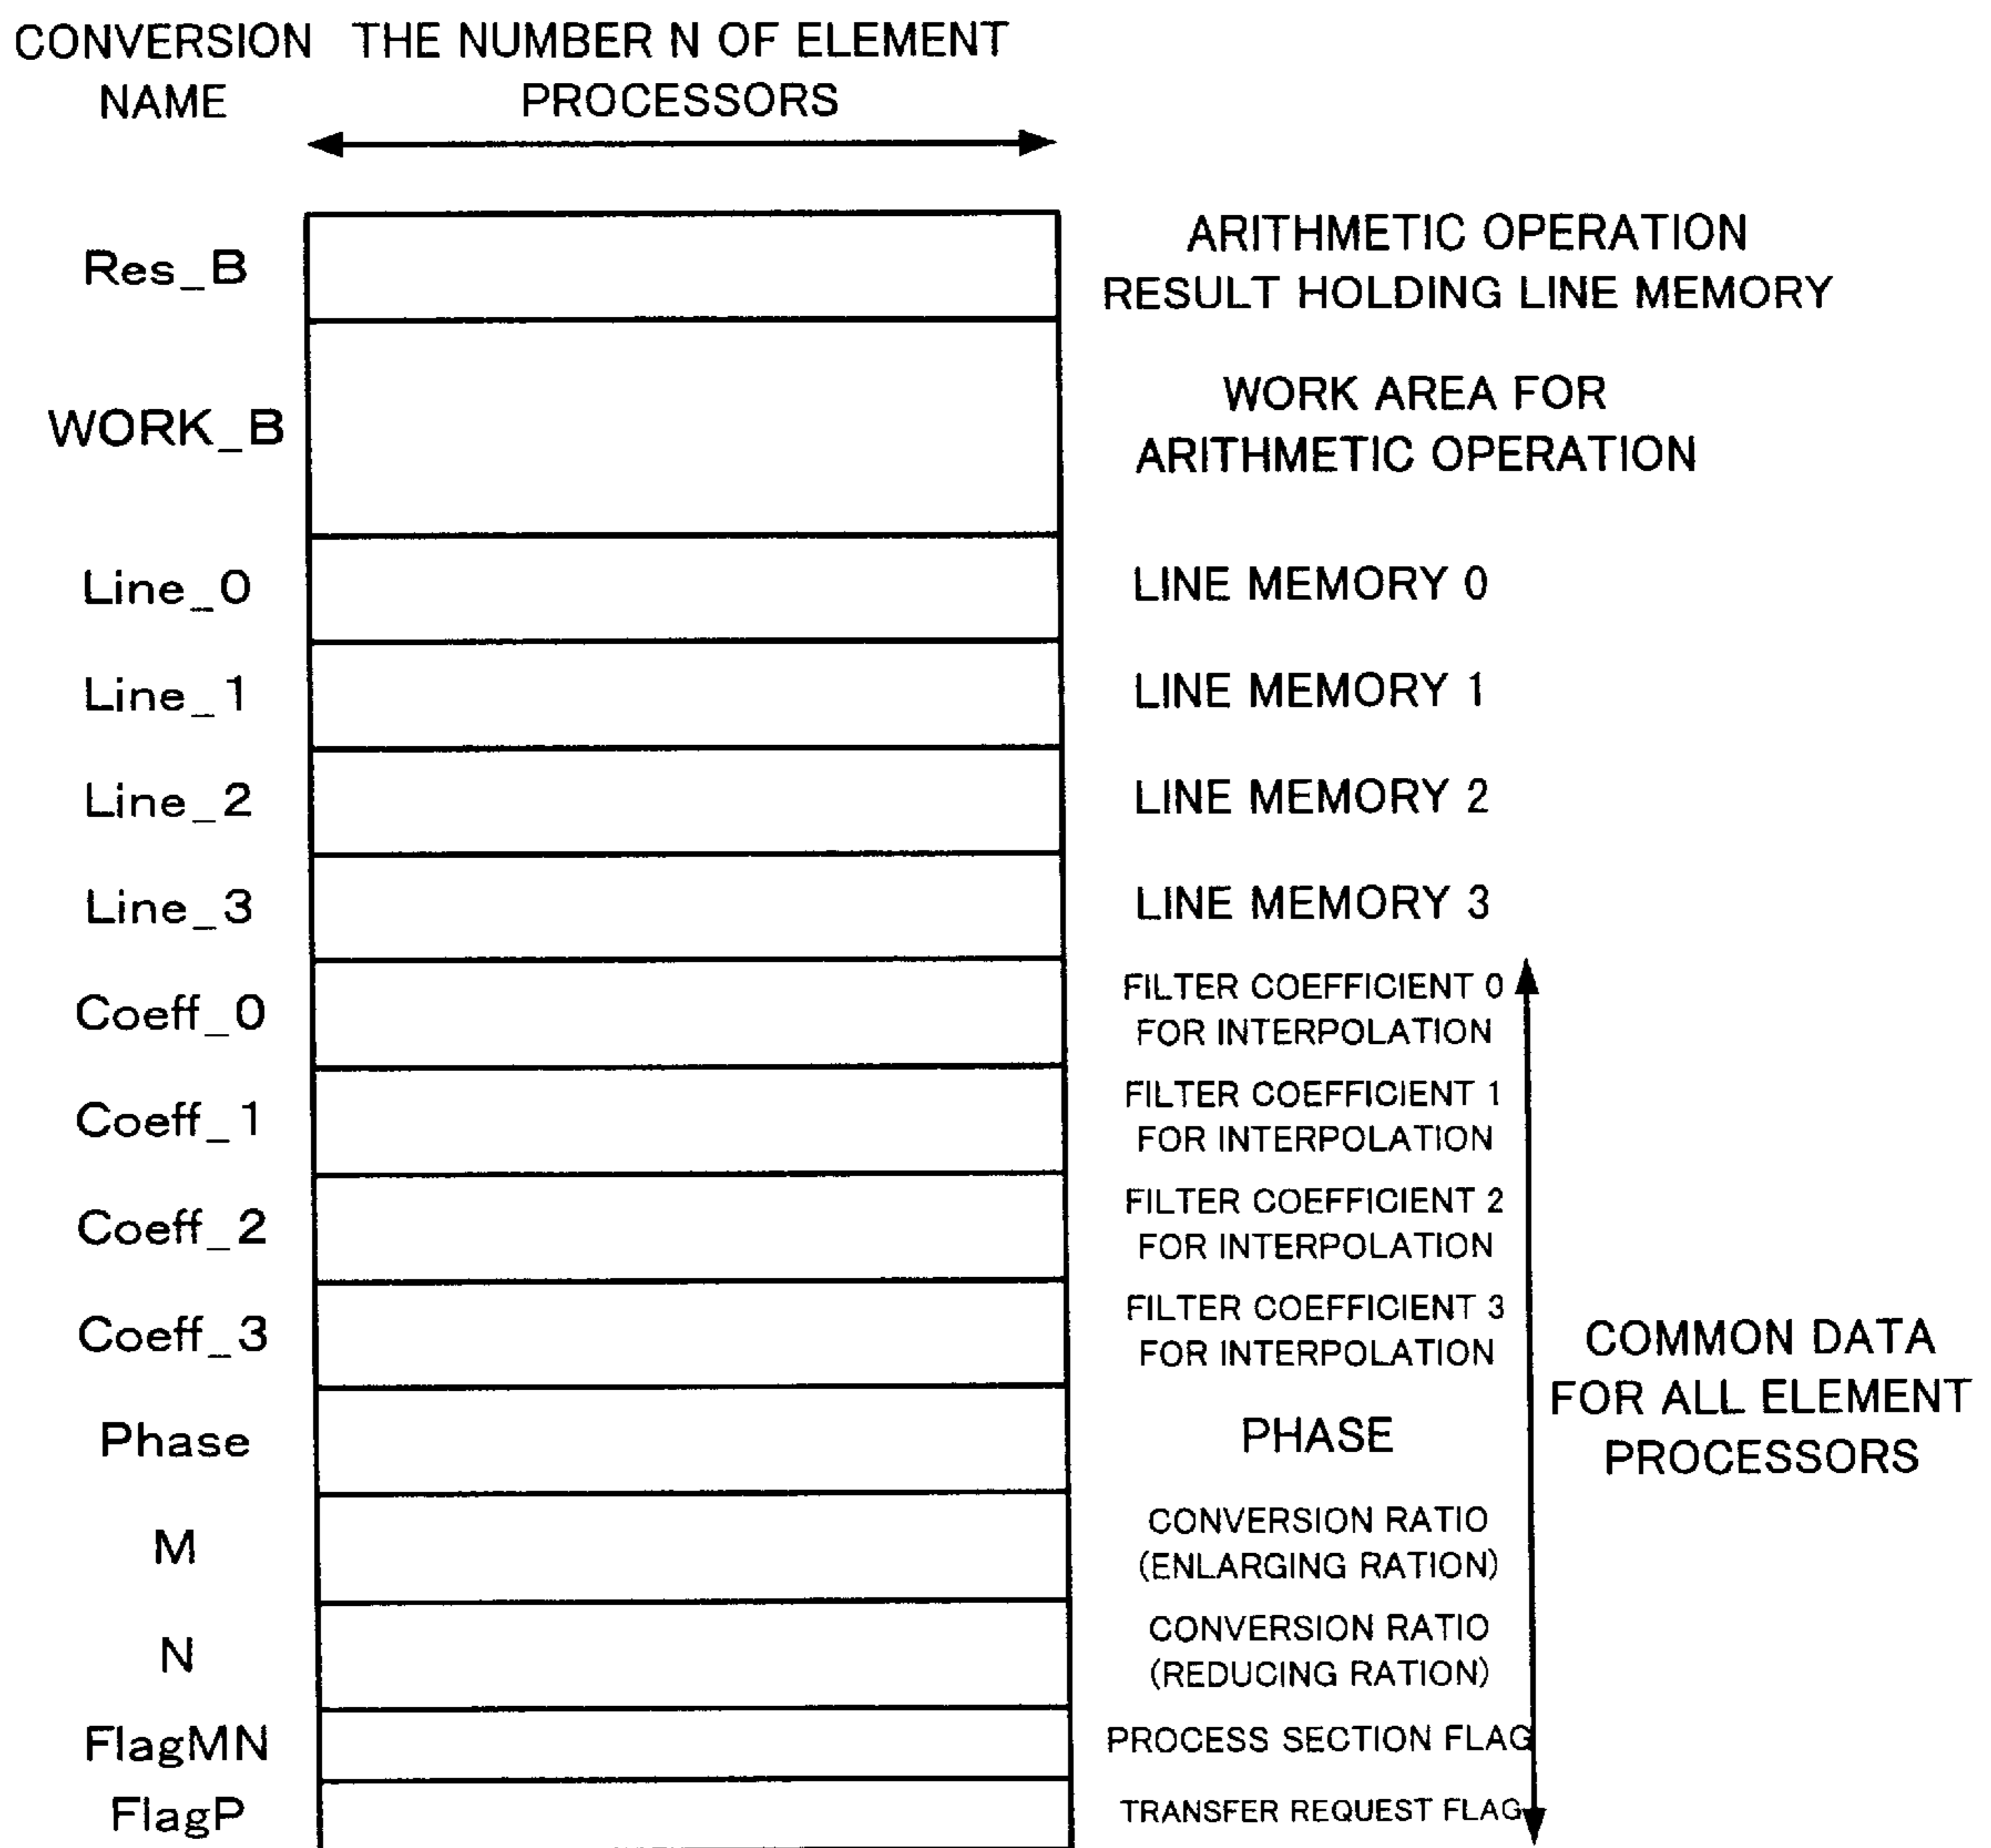 CONVERSION NAME
THE NUMBER N OF ELEMENT PROCESSORS
Res_B
ARITHMETIC OPERATION
RESULT HOLDING LINE MEMORY
WORK_B
WORK AREA FOR
ARITHMETIC OPERATION
Line_0
LINE MEMORY 0
Line_1
LINE MEMORY 1
Line_2
LINE MEMORY 2
Line_3
LINE MEMORY 3
Coeff_0
FILTER COEFFICIENT 0
FOR INTERPOLATION
Coeff_1
FILTER COEFFICIENT 1
FOR INTERPOLATION
Coeff_2
FILTER COEFFICIENT 2
FOR INTERPOLATION
Coeff_3
FILTER COEFFICIENT 3
FOR INTERPOLATION
COMMON DATA
FOR ALL ELEMENT
PROCESSORS
Phase
PHASE
M
CONVERSION RATIO
(ENLARGING RATION)
N
CONVERSION RATIO
(REDUCING RATION)
FlagMN
PROCESS SECTION FLAG
FlagP
TRANSFER REQUEST FLAG